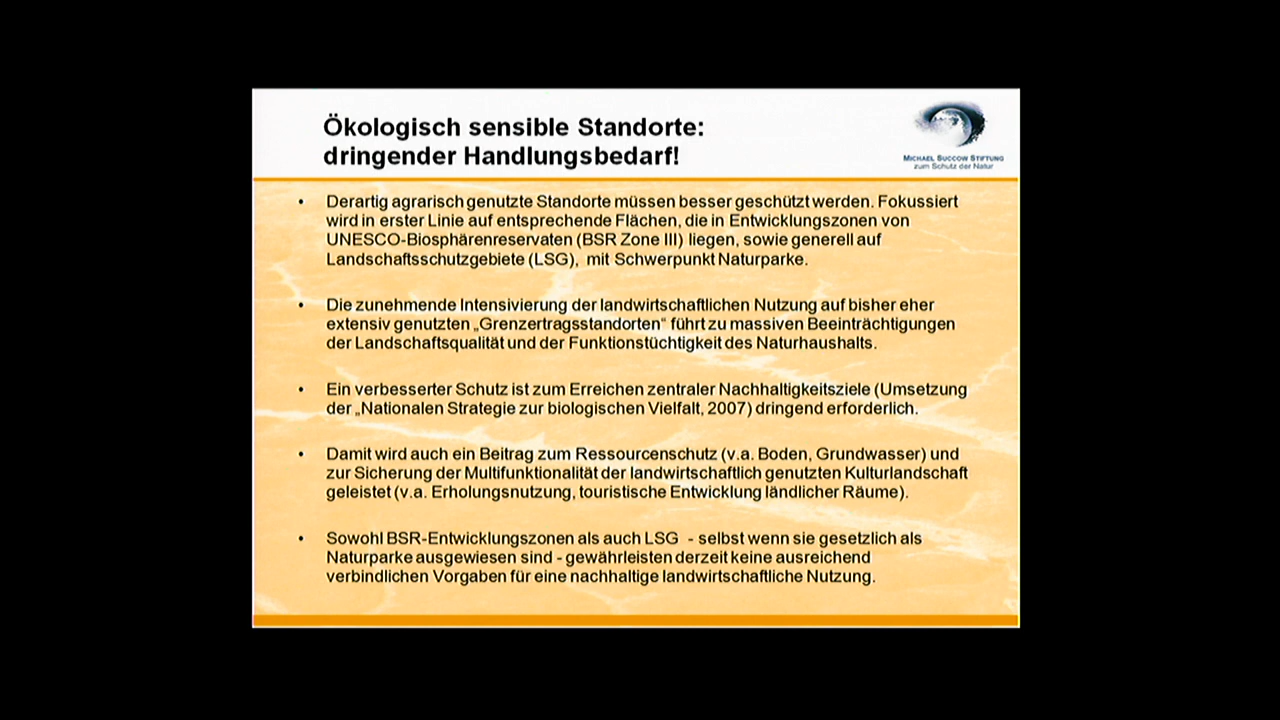 Ökologisch sensible Standorte:
dringender Handlungsbedarf!
MICHAEL SUCCOW STIFTUNG
zum Schutz der Natur
• Derartig agrarisch genutzte Standorte müssen besser geschützt werden. Fokussiert
wird in erster Linie auf entsprechende Flächen, die in Entwicklungszonen von
UNESCO-Biosphärenreservaten (BSR Zone III) liegen, sowie generell auf
Landschaftsschutzgebiete (LSG), mit Schwerpunkt Naturparke.
• Die zunehmende Intensivierung der landwirtschaftlichen Nutzung auf bisher eher
extensiv genutzten „Grenzertragsstandorten“ führt zu massiven Beeinträchtigungen
der Landschaftsqualität und der Funktionstüchtigkeit des Naturhaushalts.
• Ein verbesserter Schutz ist zum Erreichen zentraler Nachhaltigkeitsziele (Umsetzung
der „Nationalen Strategie zur biologischen Vielfalt, 2007) dringend erforderlich.
• Damit wird auch ein Beitrag zum Ressourcenschutz (v.a. Boden, Grundwasser) und
zur Sicherung der Multifunktionalität der landwirtschaftlich genutzten Kulturlandschaft
geleistet (v.a. Erholungsnutzung, touristische Entwicklung ländlicher Räume).
• Sowohl BSR-Entwicklungszonen als auch LSG - selbst wenn sie gesetzlich als
Naturparke ausgewiesen sind - gewährleisten derzeit keine ausreichend
verbindlichen Vorgaben für eine nachhaltige landwirtschaftliche Nutzung.